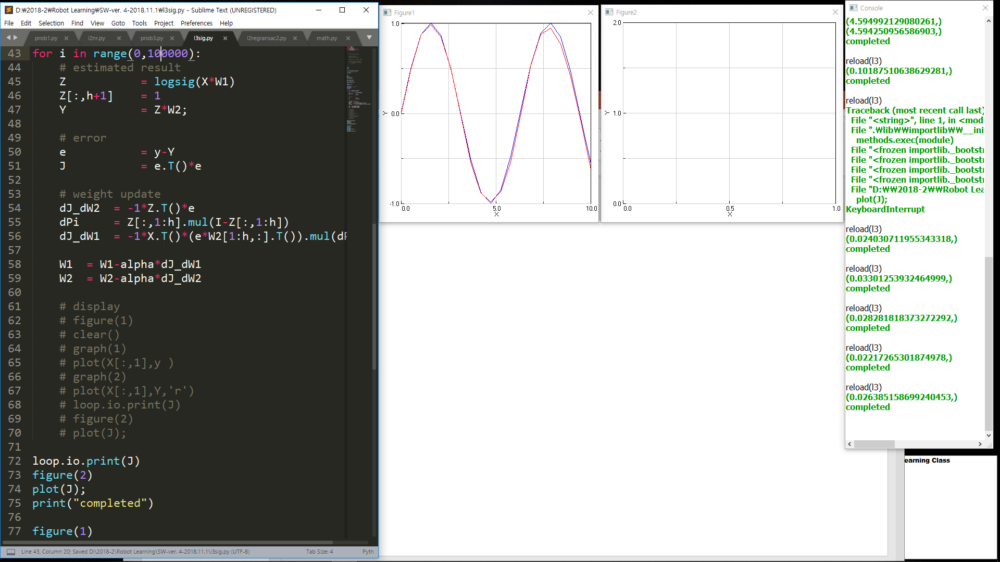 D:₩2018-2₩Robot Learning₩SW-ver. 4-2018.11.1₩l3sig.py - Sublime Text (UNREGISTERED)
File Edit Selection Find View Goto Tools Project Preferences Help
prob1.py × l2nr.py × prob3.py × l3sig.py × l2regransac2.py × math.py ×
43 for i in range(0,100000):
44     # estimated result
45     Z           = logsig(X*W1)
46     Z[:,h+1]    = 1
47     Y           = Z*W2;
48
49     # error
50     e           = y-Y
51     J           = e.T()*e
52
53     # weight update
54     dJ_dW2  = -1*Z.T()*e
55     dPi     = Z[:,1:h].mul(I-Z[:,1:h])
56     dJ_dW1  = -1*X.T()*(e*W2[1:h,:].T()).mul(dP
57
58     W1  = W1-alpha*dJ_dW1
59     W2  = W2-alpha*dJ_dW2
60
61     # display
62     # figure(1)
63     # clear()
64     # graph(1)
65     # plot(X[:,1],y )
66     # graph(2)
67     # plot(X[:,1],Y,'r')
68     # loop.io.print(J)
69     # figure(2)
70     # plot(J);
71
72 loop.io.print(J)
73 figure(2)
74 plot(J);
75 print("completed")
76
77 figure(1)
Line 43, Column 20; Saved D:\2018-2\Robot Learning\SW-ver. 4-2018.11.1\l3sig.py (UTF-8) Tab Size: 4 Pyth
Figure1
1.0
Y 0.0
-1.0
0.0 5.0 10.0
X
Figure2
2.0
Y 1.0
0.0
0.0 0.5 1.0
X
Console
(4.594992129080261,)
(4.594250956586903,)
completed
reload(l3)
(0.10187510638629281,)
completed
reload(l3)
Traceback (most recent call last)
File "<string>", line 1, in <mod
File ".₩lib₩₩importlib₩₩__ini
methods.exec(module)
File "<frozen importlib._bootstr
File "<frozen importlib._bootstr
File "<frozen importlib._bootstr
File "<frozen importlib._bootstr
File "D:₩₩2018-2₩₩Robot Lea
plot(J);
KeyboardInterrupt
reload(l3)
(0.024030711955343318,)
completed
reload(l3)
(0.03301253932464999,)
completed
reload(l3)
(0.028281818373272292,)
completed
reload(l3)
(0.02217265301874978,)
completed
reload(l3)
(0.026385158699240453,)
completed
earning Class